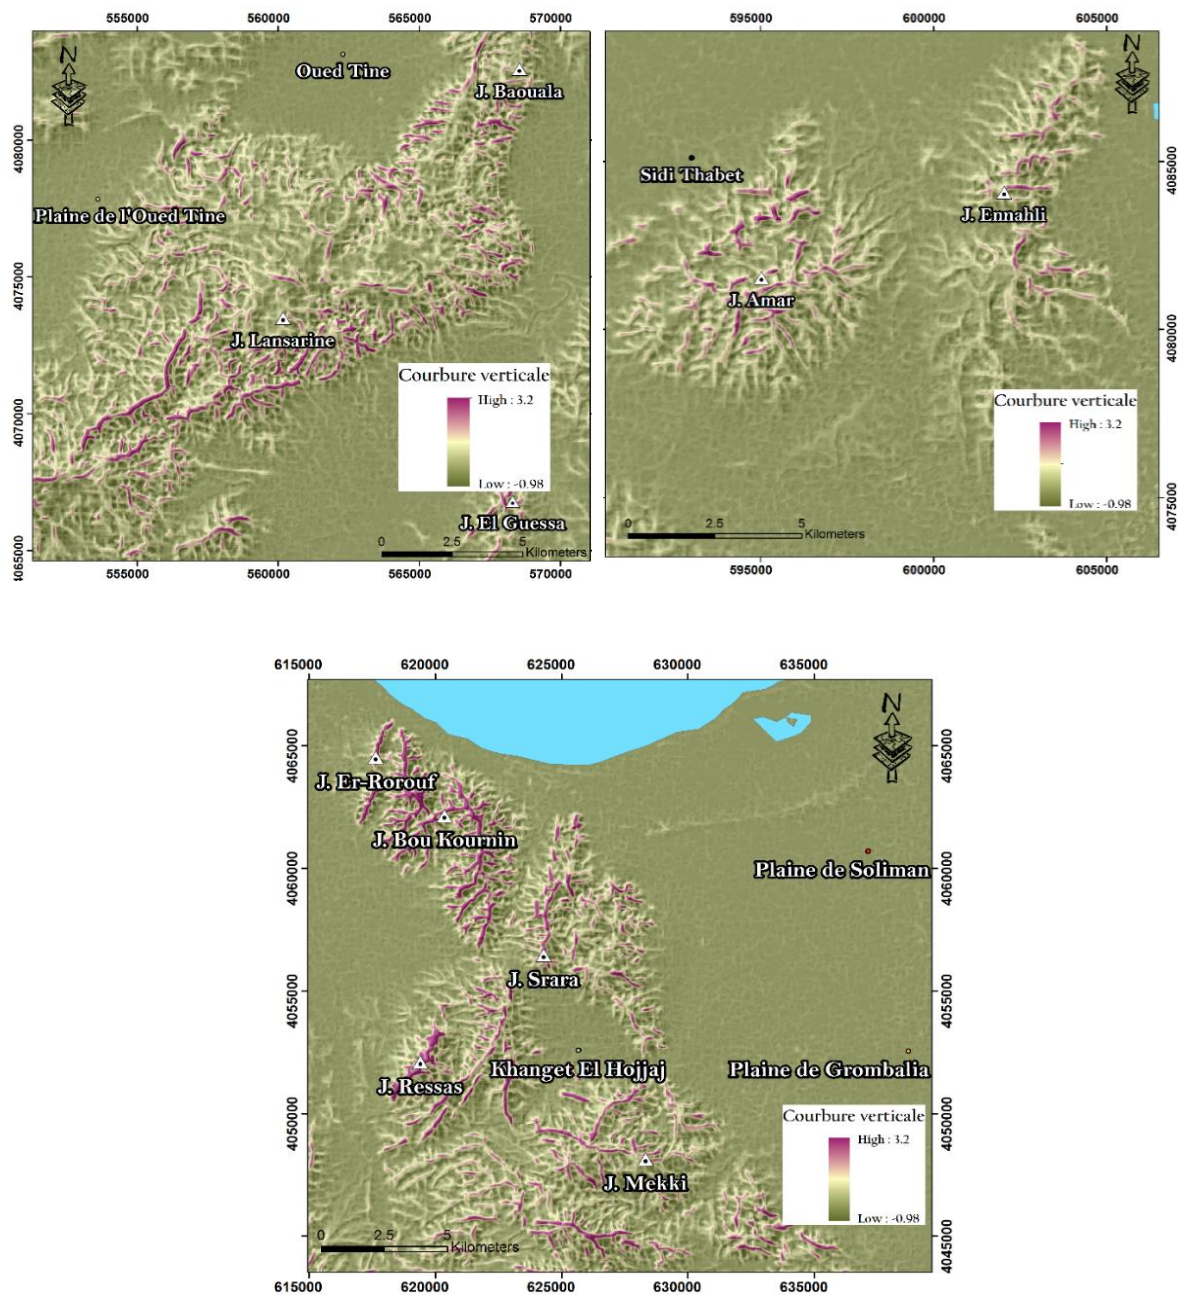 555000 560000 565000 570000
N
Oued Tine
J. Baouala
4080000
Plaine de l'Oued Tine
4075000
J. Lansarine
Courbure verticale
High : 3.2
4070000
Low : -0.98
J. El Guessa
0 2.5 5
Kilometers
4065000
555000 560000 565000 570000
595000 600000 605000
N
Sidi Thabet
4085000
J. Ennahli
J. Amar
4080000
Courbure verticale
High : 3.2
Low : -0.98
4075000
0 2.5 5
Kilometers
595000 600000 605000
615000 620000 625000 630000 635000
N
4065000 4065000
J. Er-Rorouf
J. Bou Kournin
Plaine de Soliman
4060000 4060000
J. Srara
4055000 4055000
Khanget El Hojjaj
Plaine de Grombalia
J. Ressas
4050000 4050000
Courbure verticale
High : 3.2
J. Mekki
Low : -0.98
4045000 4045000
0 2.5 5
Kilometers
615000 620000 625000 630000 635000